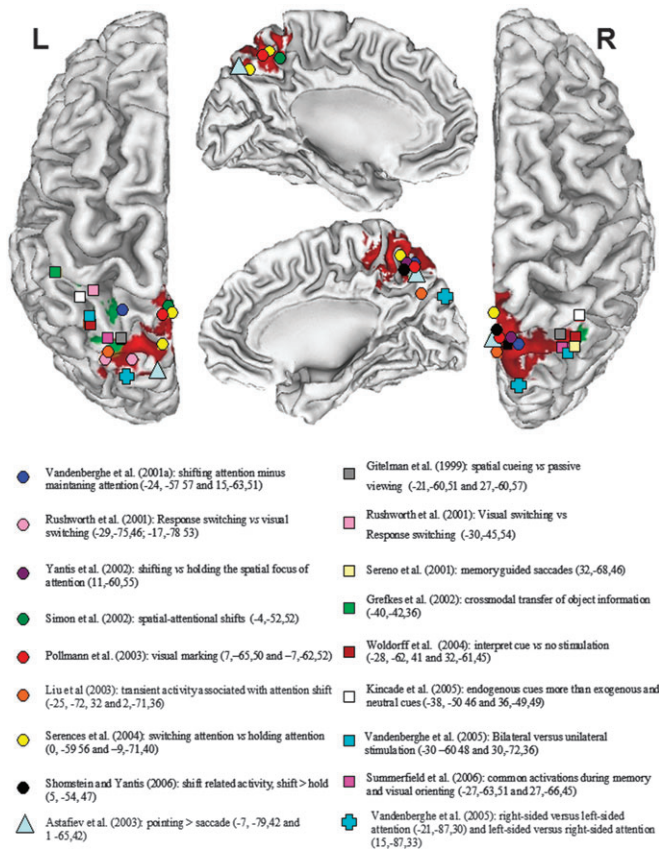 L
R
Vandenberghe et al. (2001a): shifting attention minus
maintaning attention (-24, -57 57 and 15,-63,51)
Rushworth et al. (2001): Response switching vs visual
switching (-29,-75,46; -17,-78 53)
Yantis et al. (2002): shifting vs holding the spatial focus of
attention (11,-60,55)
Simon et al. (2002): spatial-attentional shifts (-4,-52,52)
Pollmann et al. (2003): visual marking (7,-65,50 and -7,-62,52)
Liu et al (2003): transient activity associated with attention shift
(-25, -72, 32 and 2,-71,36)
Serences et al. (2004): switching attention vs holding attention
(0, -59 56 and -9,-71,40)
Shomstein and Yantis (2006): shift related activity, shift > hold
(5, -54, 47)
Astafiev et al. (2003): pointing > saccade (-7, -79,42 and
1 -65,42)
Gitelman et al. (1999): spatial cueing vs passive
viewing (-21,-60,51 and 27,-60,57)
Rushworth et al. (2001): Visual switching vs
Response switching (-30,-45,54)
Sereno et al. (2001): memory guided saccades (32,-68,46)
Grefkes et al. (2002): crossmodal transfer of object information
(-40,-42,36)
Woldorff et al. (2004): interpret cue vs no stimulation
(-28, -62, 41 and 32,-61,45)
Kincade et al. (2005): endogenous cues more than exogenous and
neutral cues (-38, -50 46 and 36,-49,49)
Vandenberghe et al. (2005): Bilateral versus unilateral
stimulation (-30 -60 48 and 30,-72,36)
Summerfield et al. (2006): common activations during memory
and visual orienting (-27,-63,51 and 27,-66,45)
Vandenberghe et al. (2005): right-sided versus left-sided
attention (-21,-87,30) and left-sided versus right-sided attention
(15,-87,33)